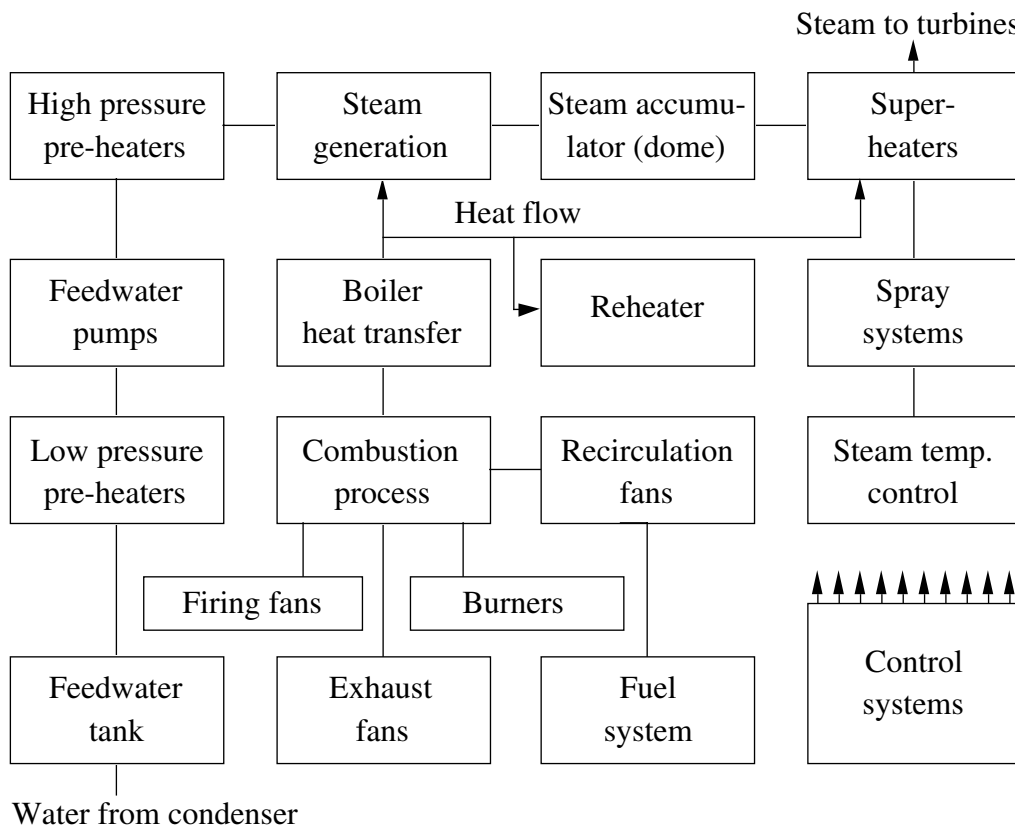 Steam to turbines
High pressure
pre-heaters
Steam
generation
Steam accumu-
lator (dome)
Super-
heaters
Heat flow
Feedwater
pumps
Boiler
heat transfer
Reheater
Spray
systems
Low pressure
pre-heaters
Combustion
process
Recirculation
fans
Steam temp.
control
Firing fans
Burners
Feedwater
tank
Exhaust
fans
Fuel
system
Control
systems
Water from condenser